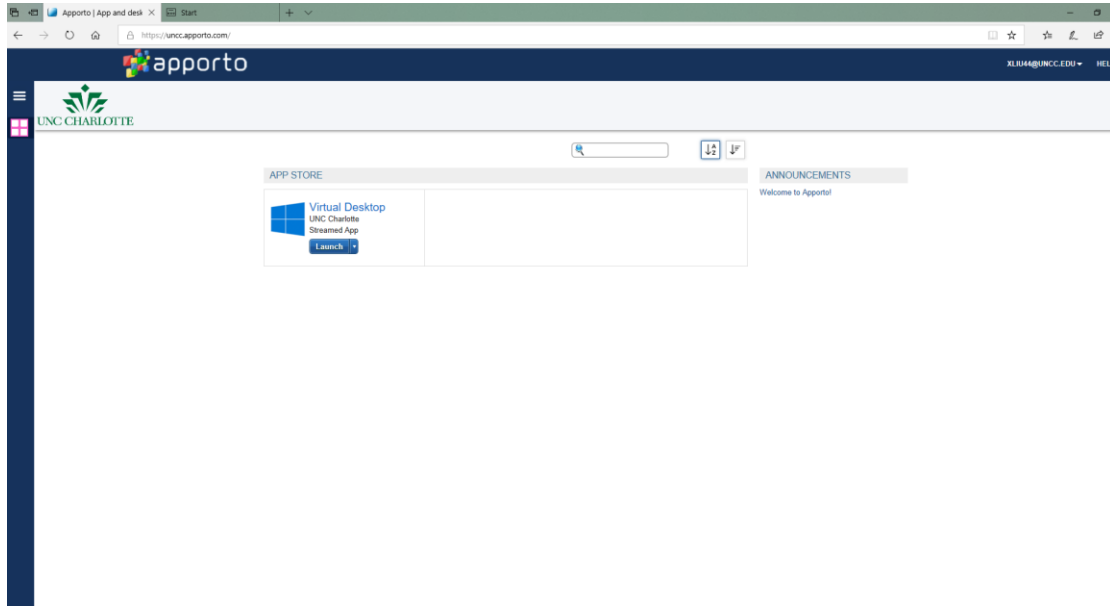 Apporto | App and desk
Start
https://uncc.apporto.com/
apporto
XLIU44@UNCC.EDU
HEL
UNC CHARLOTTE
A
Z
APP STORE
ANNOUNCEMENTS
Virtual Desktop
UNC Charlotte
Streamed App
Launch
Welcome to Apporto!